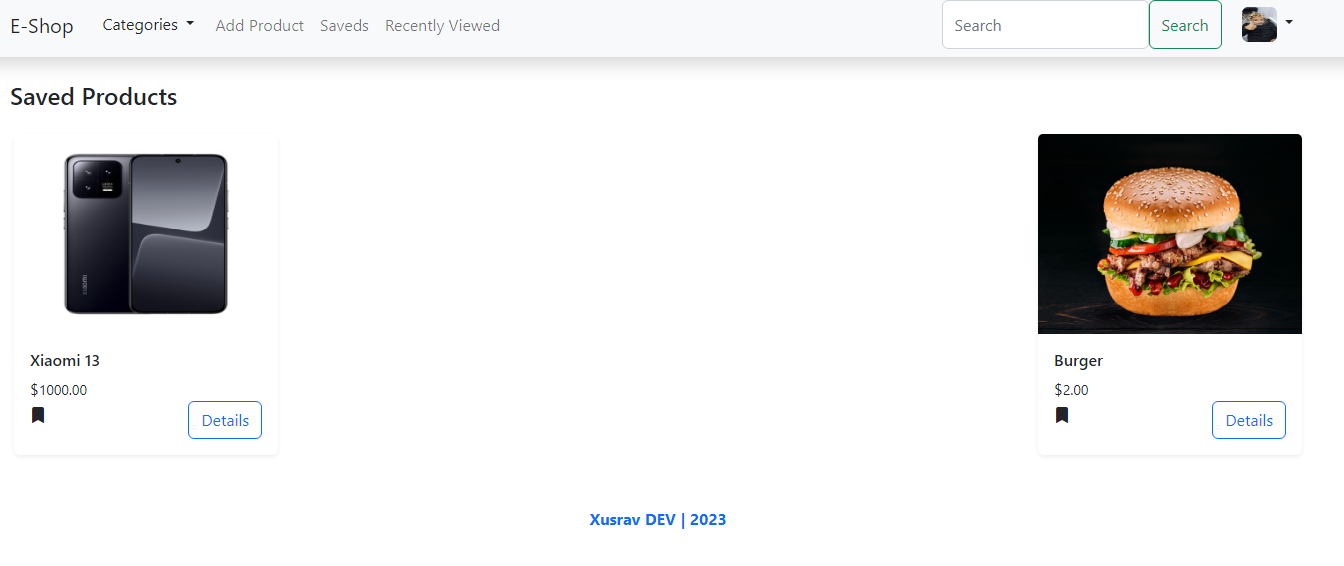 E-Shop Categories Add Product Saveds Recently Viewed Search Search
Saved Products
Xiaomi 13
$1000.00
Details
Burger
$2.00
Details
Xusrav DEV | 2023